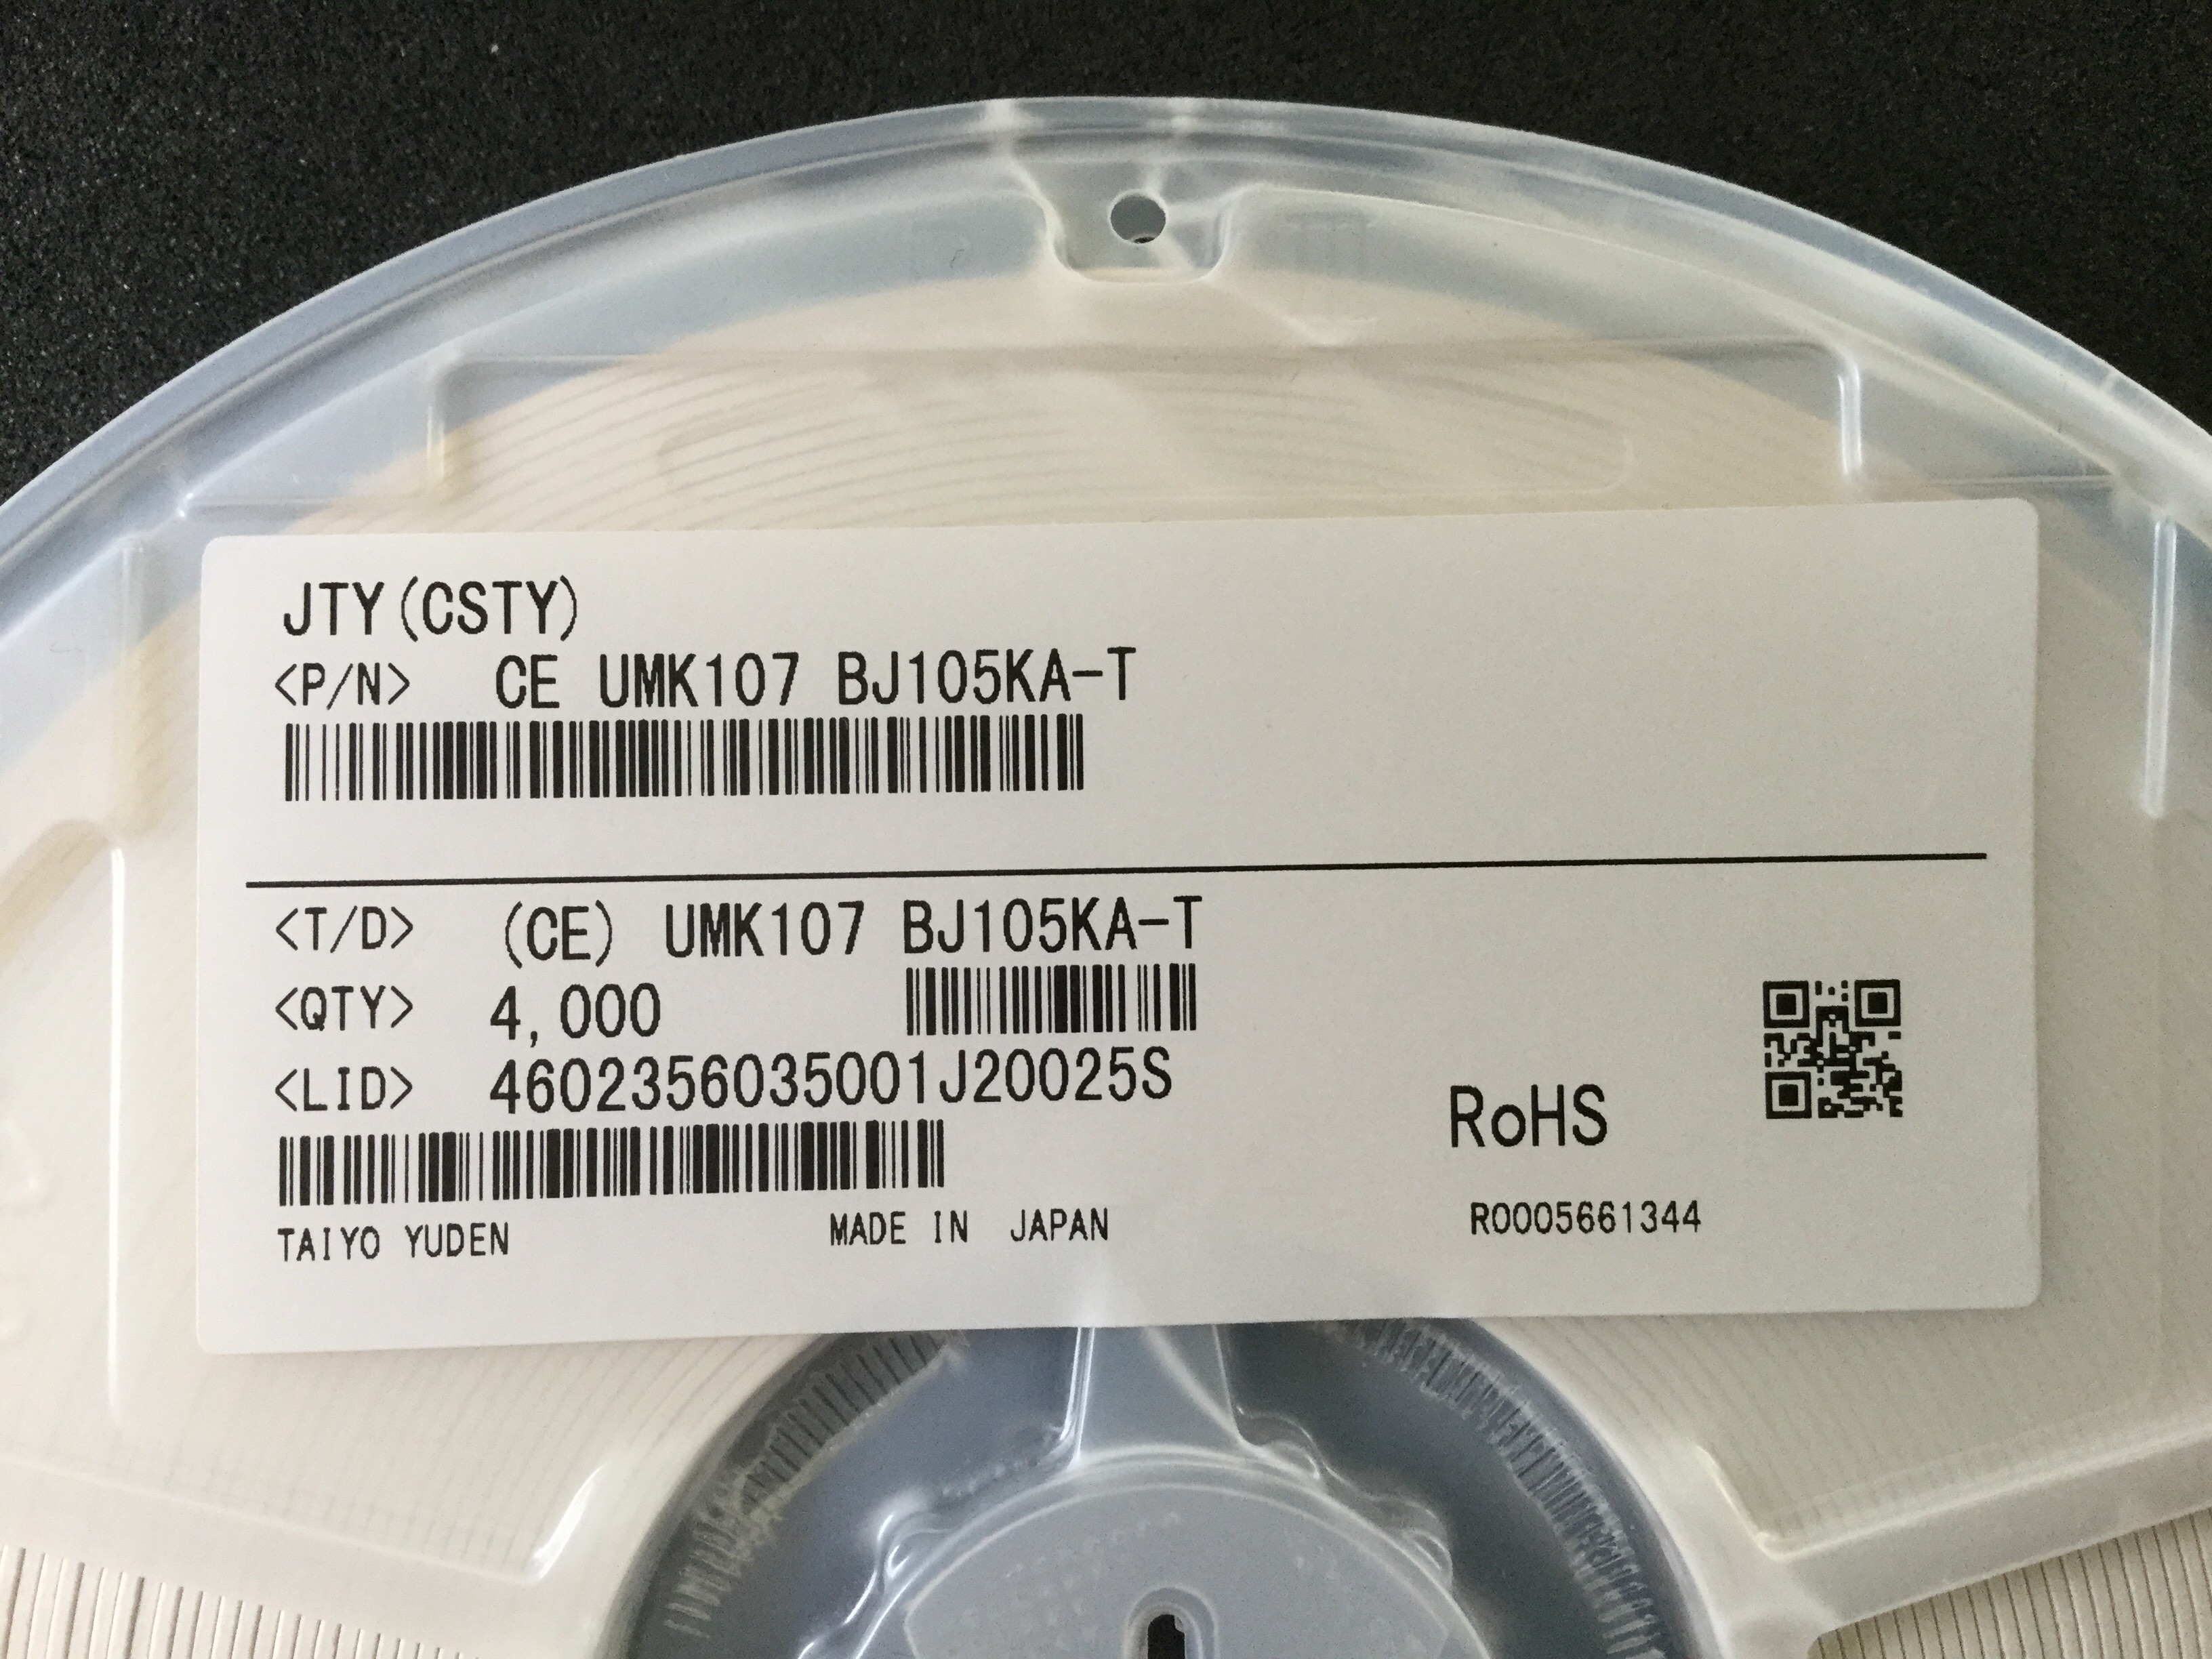 JTY(CSTY)
<P/N> CE UMK107 BJ105KA-T
<T/D> (CE) UMK107 BJ105KA-T
<QTY> 4,000
<LID> 4602356035001J20025S
RoHS
TAIYO YUDEN MADE IN JAPAN R0005661344